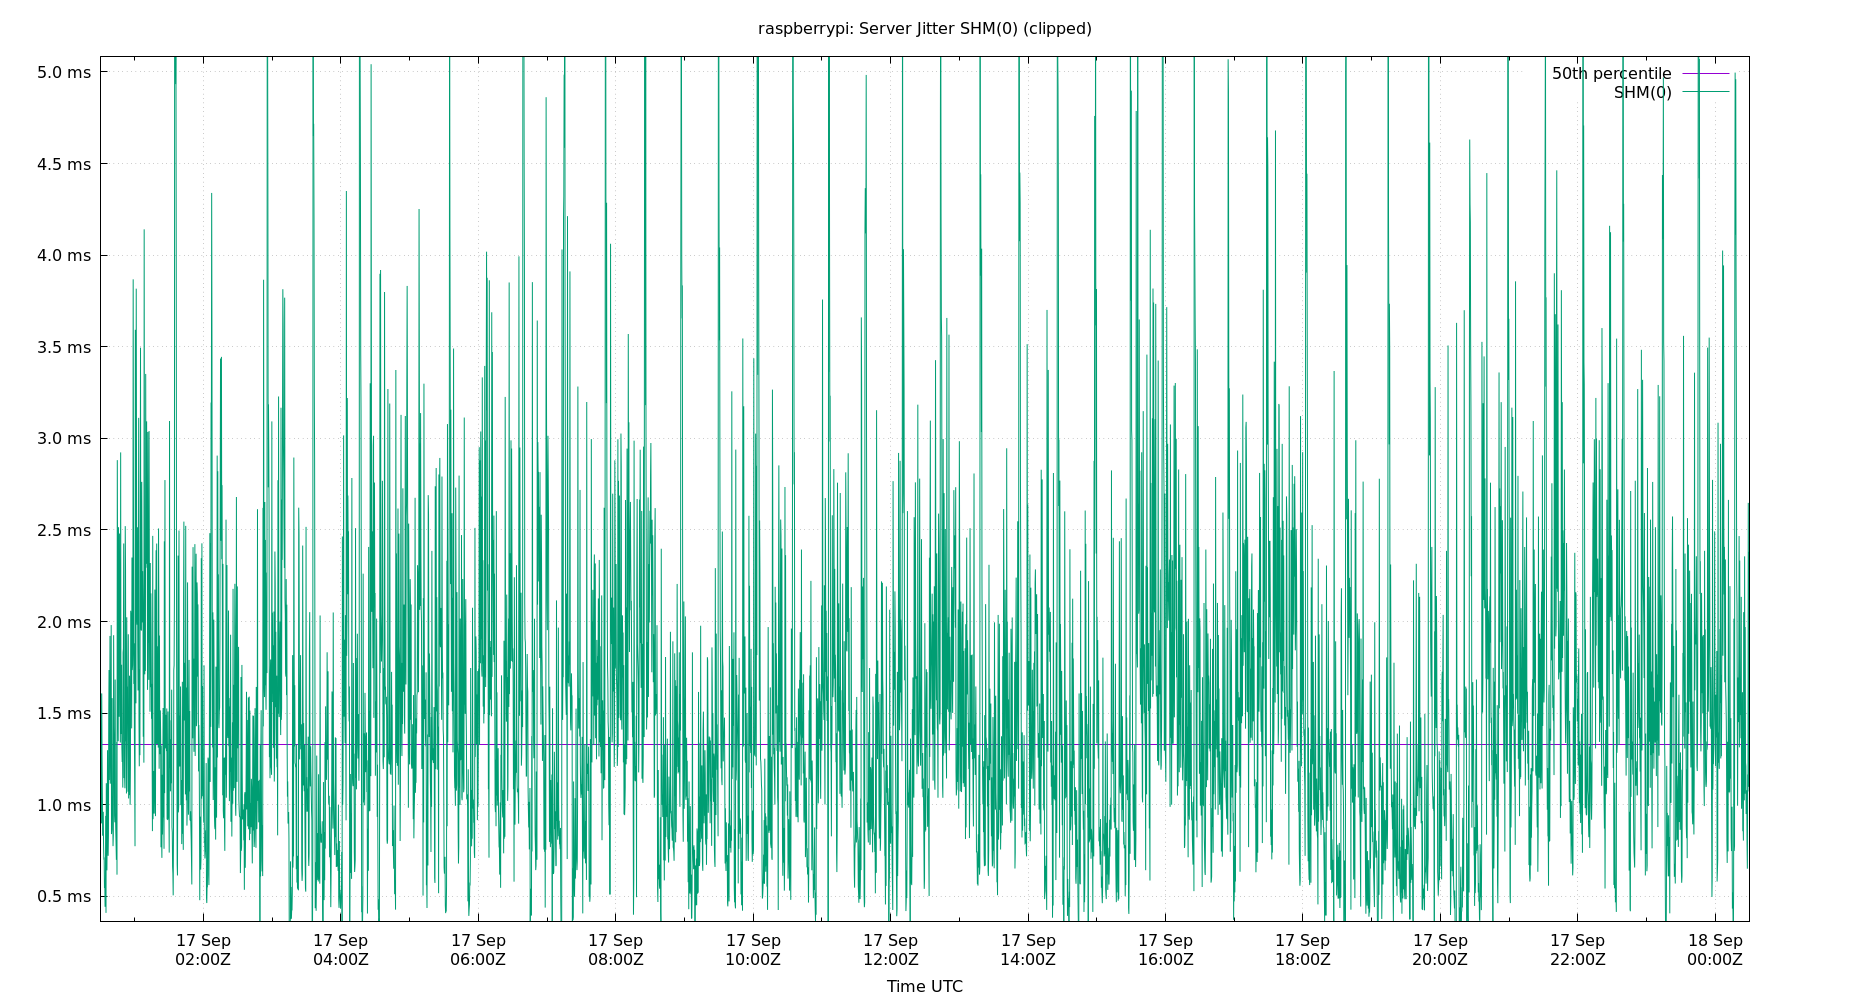 raspberrypi: Server Jitter SHM(0) (clipped)
5.0 ms
50th percentile
SHM(0)
4.5 ms
4.0 ms
3.5 ms
3.0 ms
2.5 ms
2.0 ms
1.5 ms
1.0 ms
0.5 ms
17 Sep 17 Sep 17 Sep 17 Sep 17 Sep 17 Sep 17 Sep 17 Sep 17 Sep 17 Sep 17 Sep 18 Sep
02:00Z 04:00Z 06:00Z 08:00Z 10:00Z 12:00Z 14:00Z 16:00Z 18:00Z 20:00Z 22:00Z 00:00Z
Time UTC